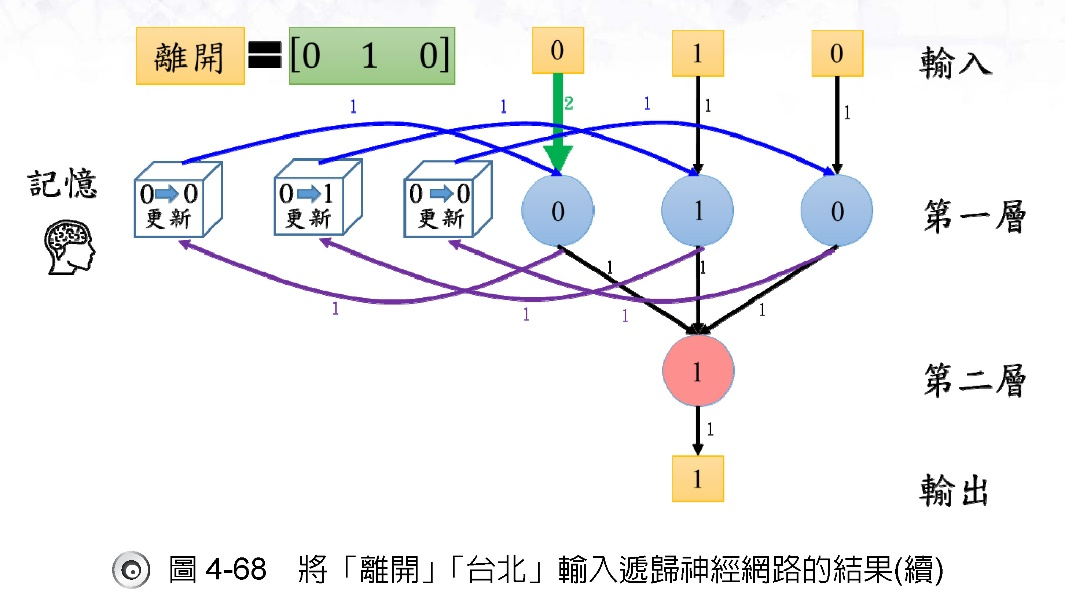 離開 = [0 1 0]
0 1 0 輸入
1 1 2 1 1 1
記憶
0→0 更新
0→1 更新
0→0 更新
0 1 0 第一層
1 1 1
1 1 1
1 第二層
1
1 輸出
圖 4-68 將「離開」「台北」輸入遞歸神經網路的結果(續)